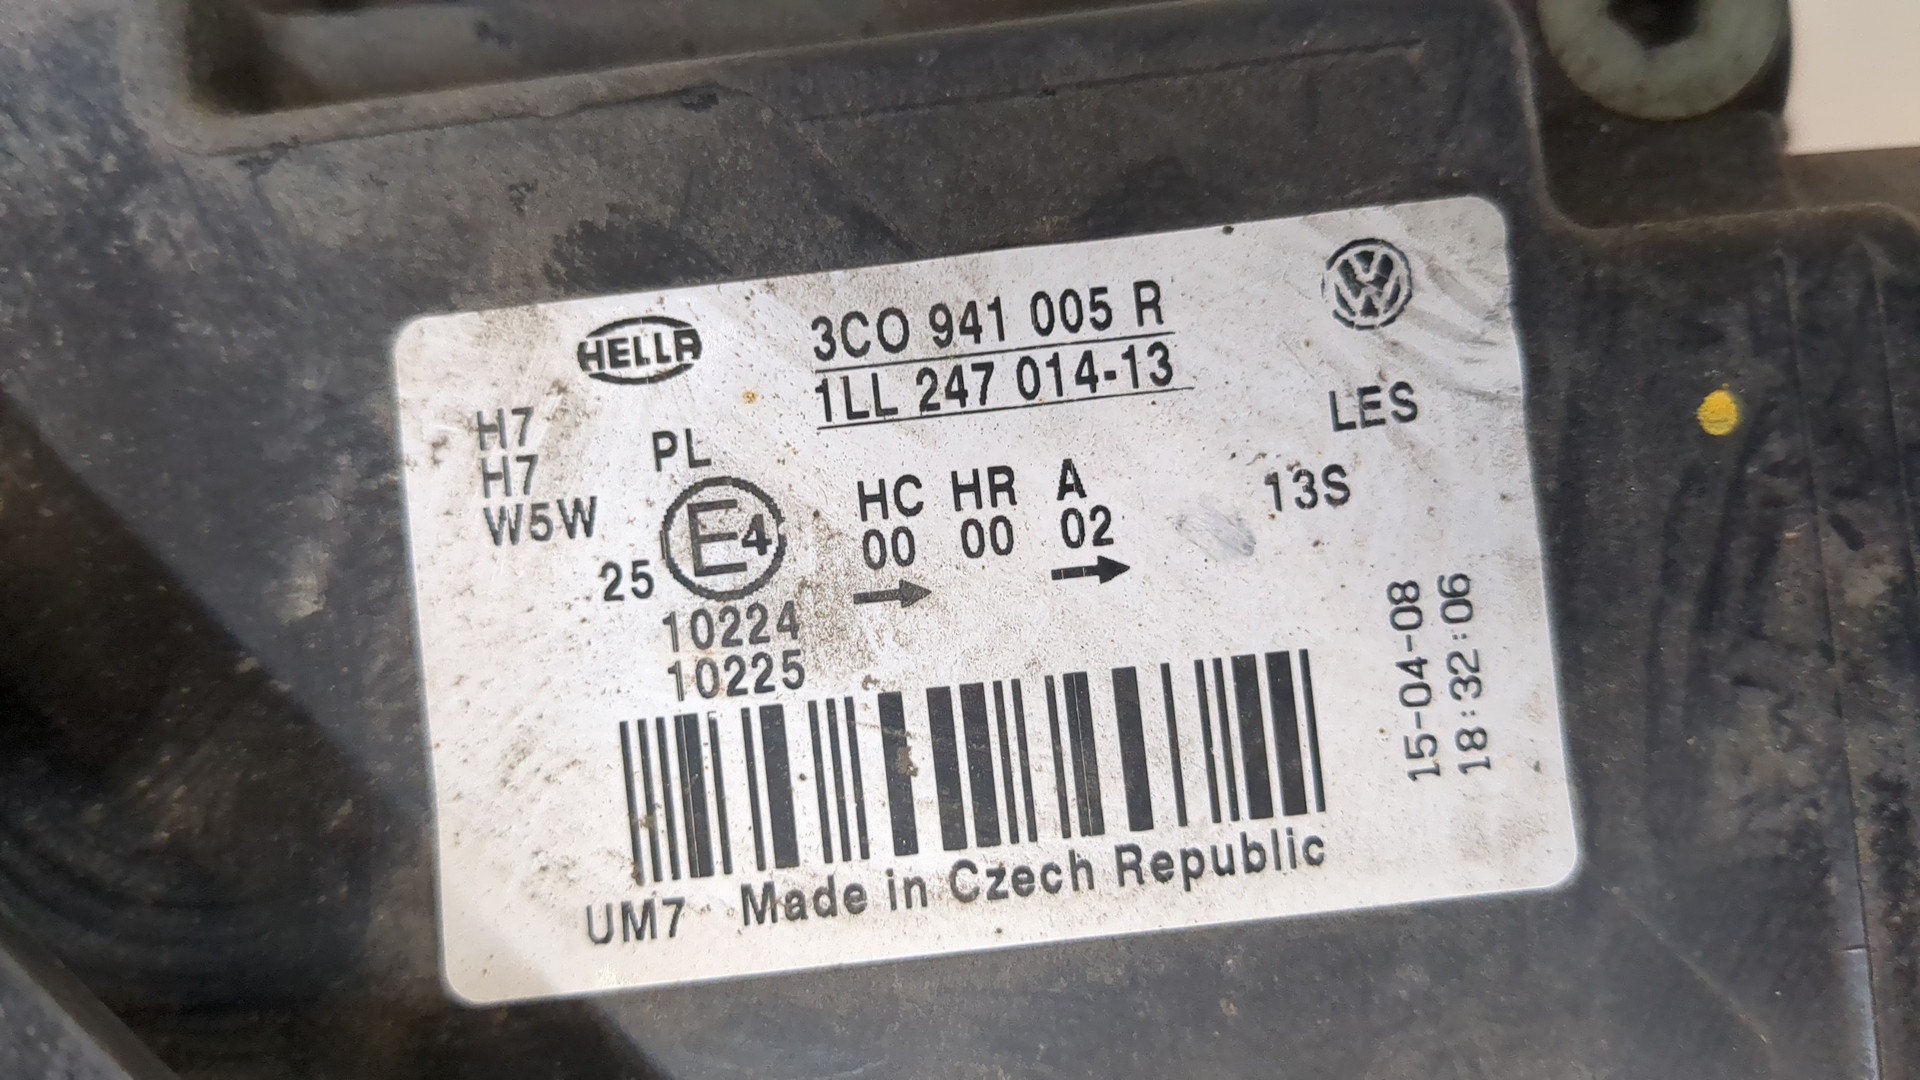 HELLA
3CO 941 005 R
1LL 247 014-13
H7
H7
W5W
PL
LES
25 E4
HC HR A
00 00 02
13S
10224
10225
15-04-08
18:32:06
UM7 Made in Czech Republic